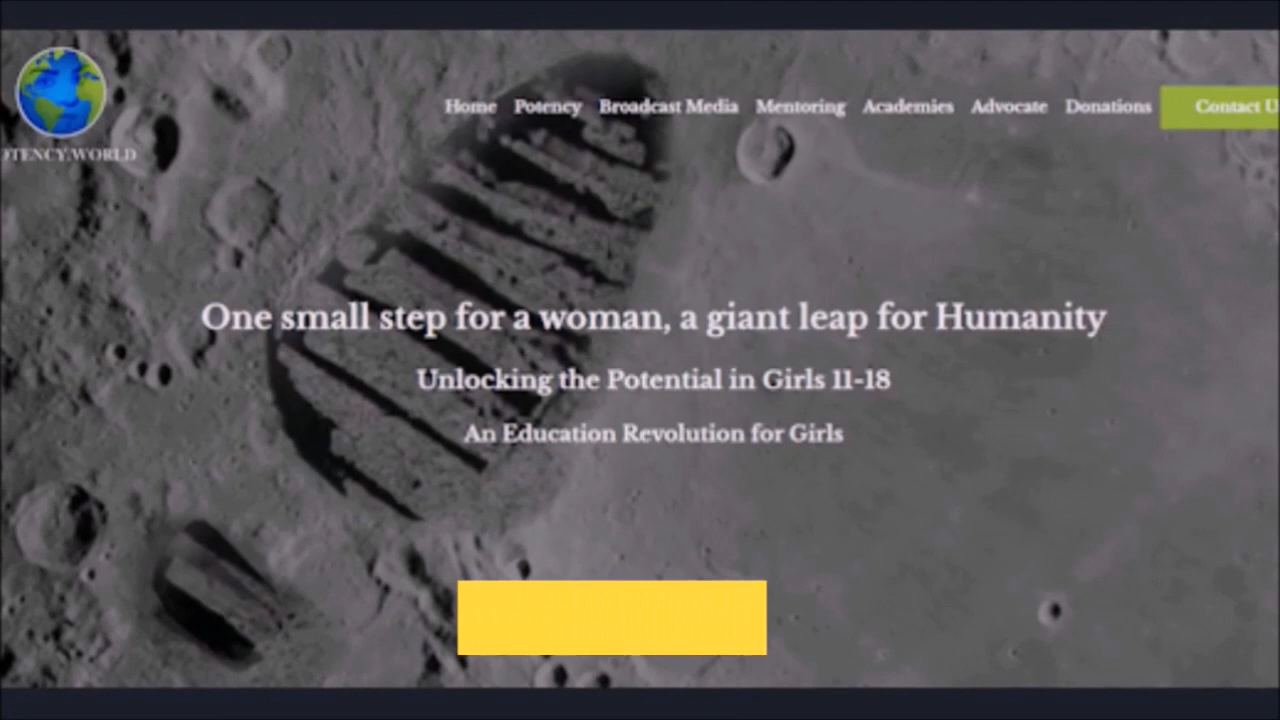 Home Potency Broadcast Media Mentoring Academies Advocate Donations Contact U
OTENCY.WORLD
One small step for a woman, a giant leap for Humanity
Unlocking the Potential in Girls 11-18
An Education Revolution for Girls